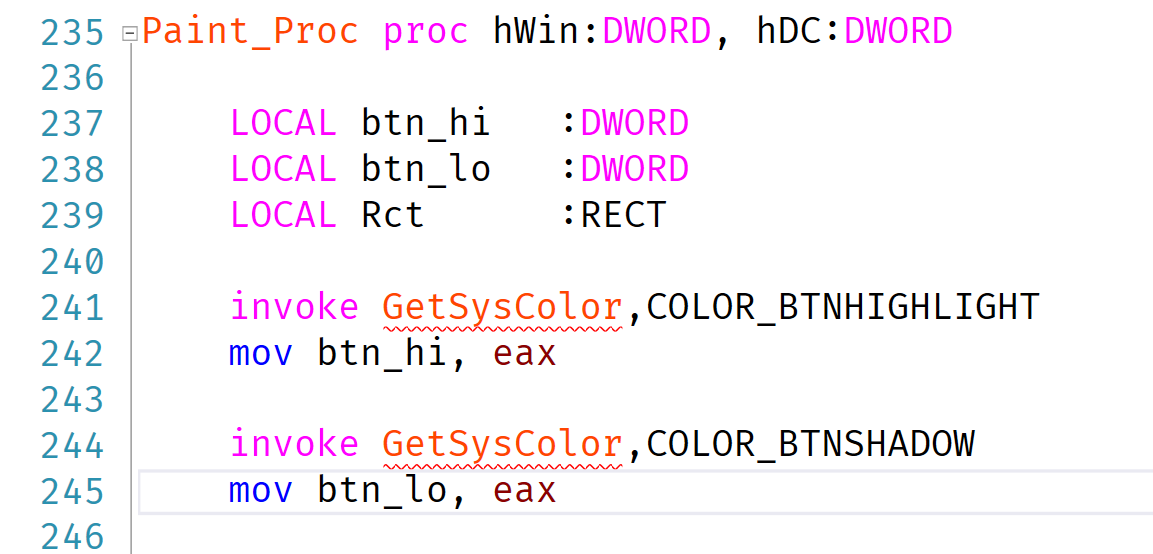 235 Paint_Proc proc hWin:DWORD, hDC:DWORD
236
237     LOCAL btn_hi   :DWORD
238     LOCAL btn_lo   :DWORD
239     LOCAL Rct      :RECT
240
241     invoke GetSysColor,COLOR_BTNHIGHLIGHT
242     mov btn_hi, eax
243
244     invoke GetSysColor,COLOR_BTNSHADOW
245     mov btn_lo, eax
246